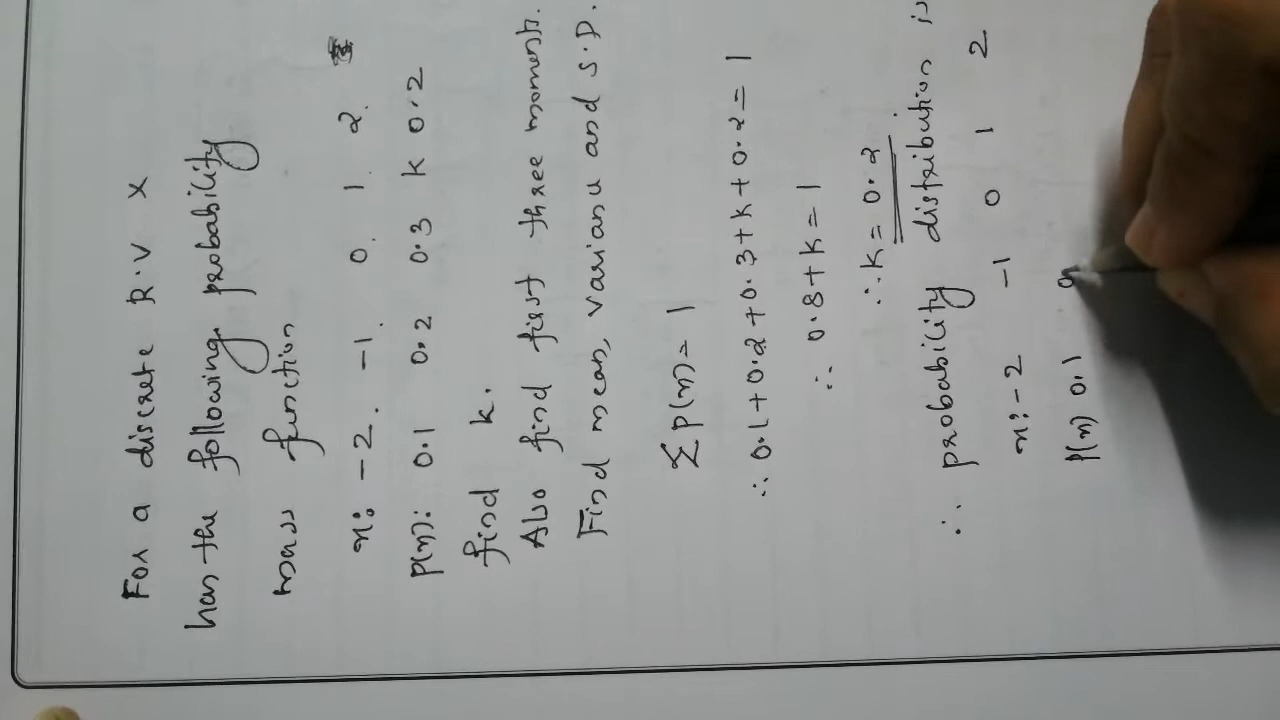 For a discrete R.V X
has the following probability
mass function
x: -2. -1. 0. 1. 2.
P(x): 0.1 0.2 0.3 K 0.2
find k.
Also find first three moments.
Find mean, variance and S.D.
∑ P(x) = 1
∴ 0.1 + 0.2 + 0.3 + K + 0.2 = 1
∴ 0.8 + K = 1
∴ K = 0.2
∴ probability distribution is
x: -2 -1 0 1 2
P(x) 0.1 0